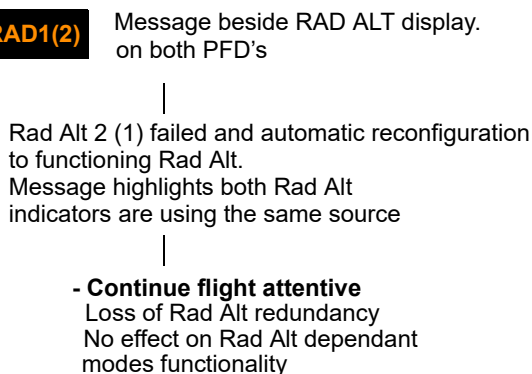 RAD1(2)
Message beside RAD ALT display.
on both PFD's
Rad Alt 2 (1) failed and automatic reconfiguration
to functioning Rad Alt.
Message highlights both Rad Alt
indicators are using the same source
- Continue flight attentive
Loss of Rad Alt redundancy
No effect on Rad Alt dependant
modes functionality